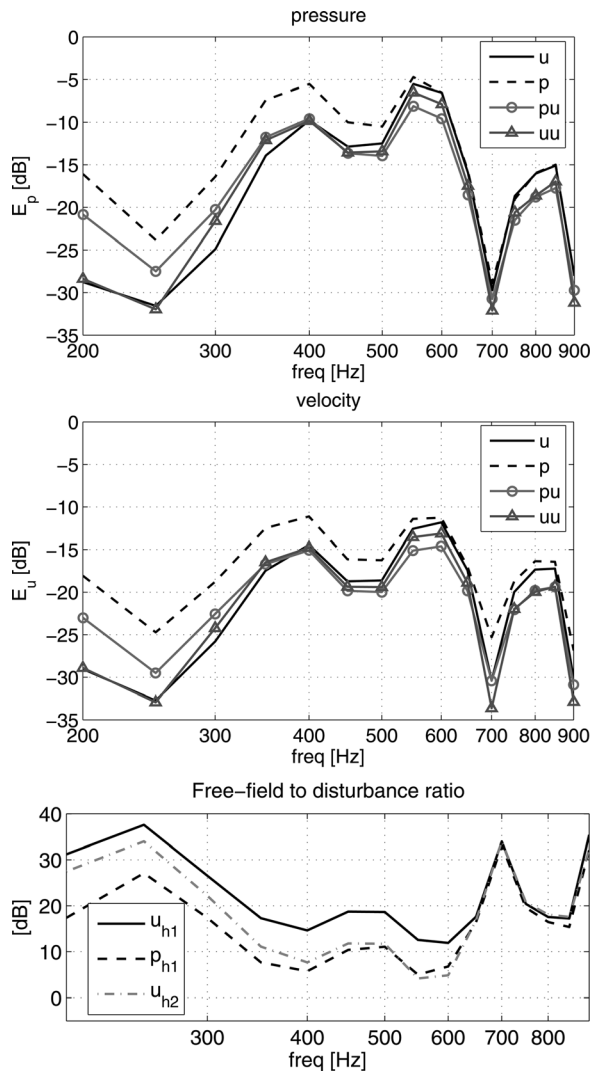 pressure
0
−5
−10
−15
−20
−25
−30
−35
E_p [dB]
u
p
pu
uu
200 300 400 500 600 700 800 900
freq [Hz]
velocity
0
−5
−10
−15
−20
−25
−30
−35
E_u [dB]
u
p
pu
uu
200 300 400 500 600 700 800 900
freq [Hz]
Free−field to disturbance ratio
40
30
20
10
0
[dB]
u_h1
p_h1
u_h2
300 400 500 600 700 800
freq [Hz]